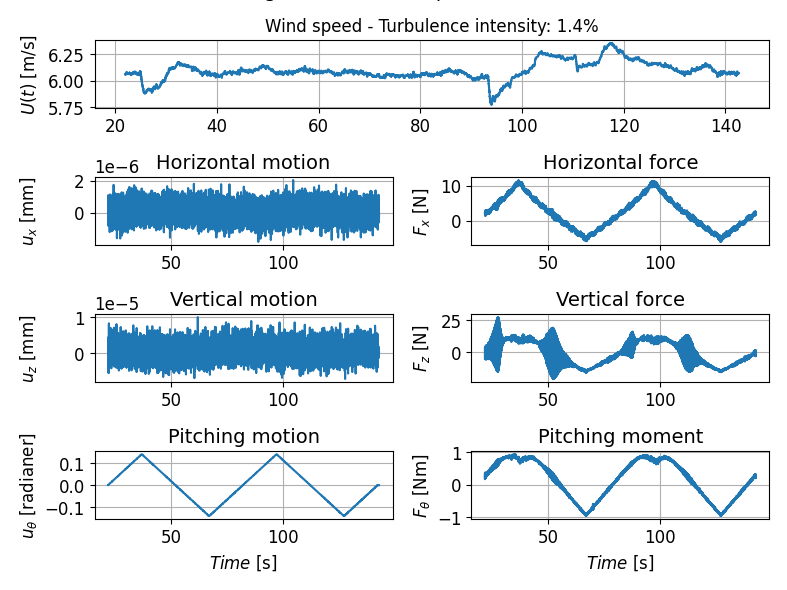 Wind speed - Turbulence intensity: 1.4%
U(t) [m/s]
6.25
6.00
5.75
20 40 60 80 100 120 140
1e−6 Horizontal motion
u_x [mm]
2
0
50 100
Horizontal force
F_x [N]
10
0
50 100
1e−5 Vertical motion
u_z [mm]
1
0
50 100
Vertical force
F_z [N]
25
0
50 100
Pitching motion
u_θ [radianer]
0.1
0.0
−0.1
50 100
Time [s]
Pitching moment
F_θ [Nm]
1
0
−1
50 100
Time [s]